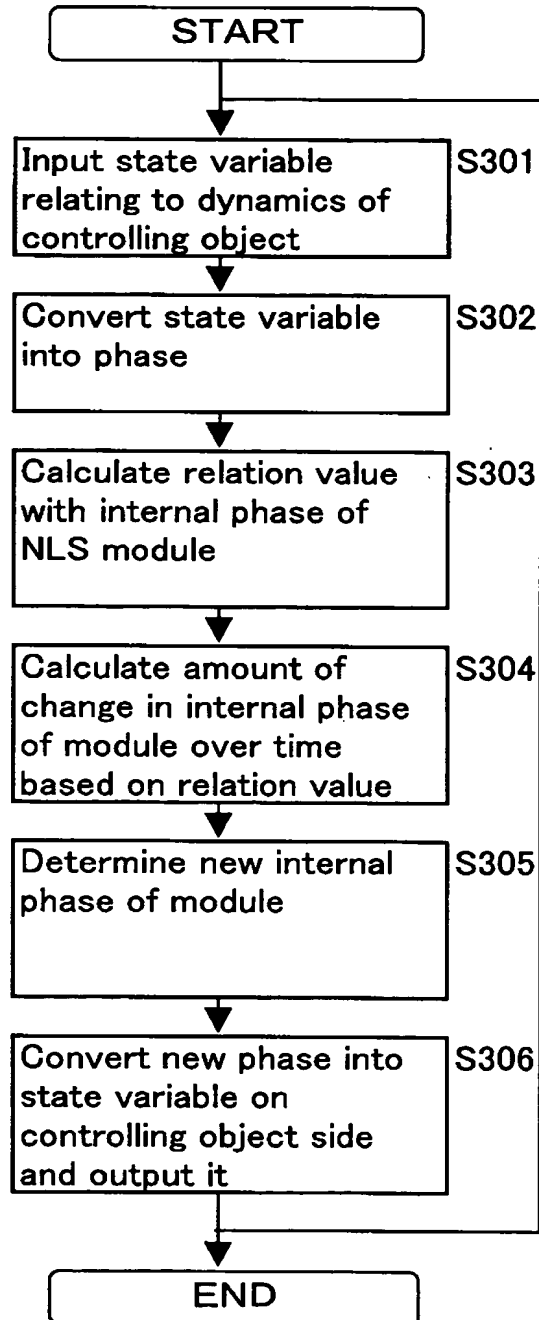 START
Input state variable
relating to dynamics of
controlling object
S301
Convert state variable
into phase
S302
Calculate relation value
with internal phase of
NLS module
S303
Calculate amount of
change in internal phase
of module over time
based on relation value
S304
Determine new internal
phase of module
S305
Convert new phase into
state variable on
controlling object side
and output it
S306
END